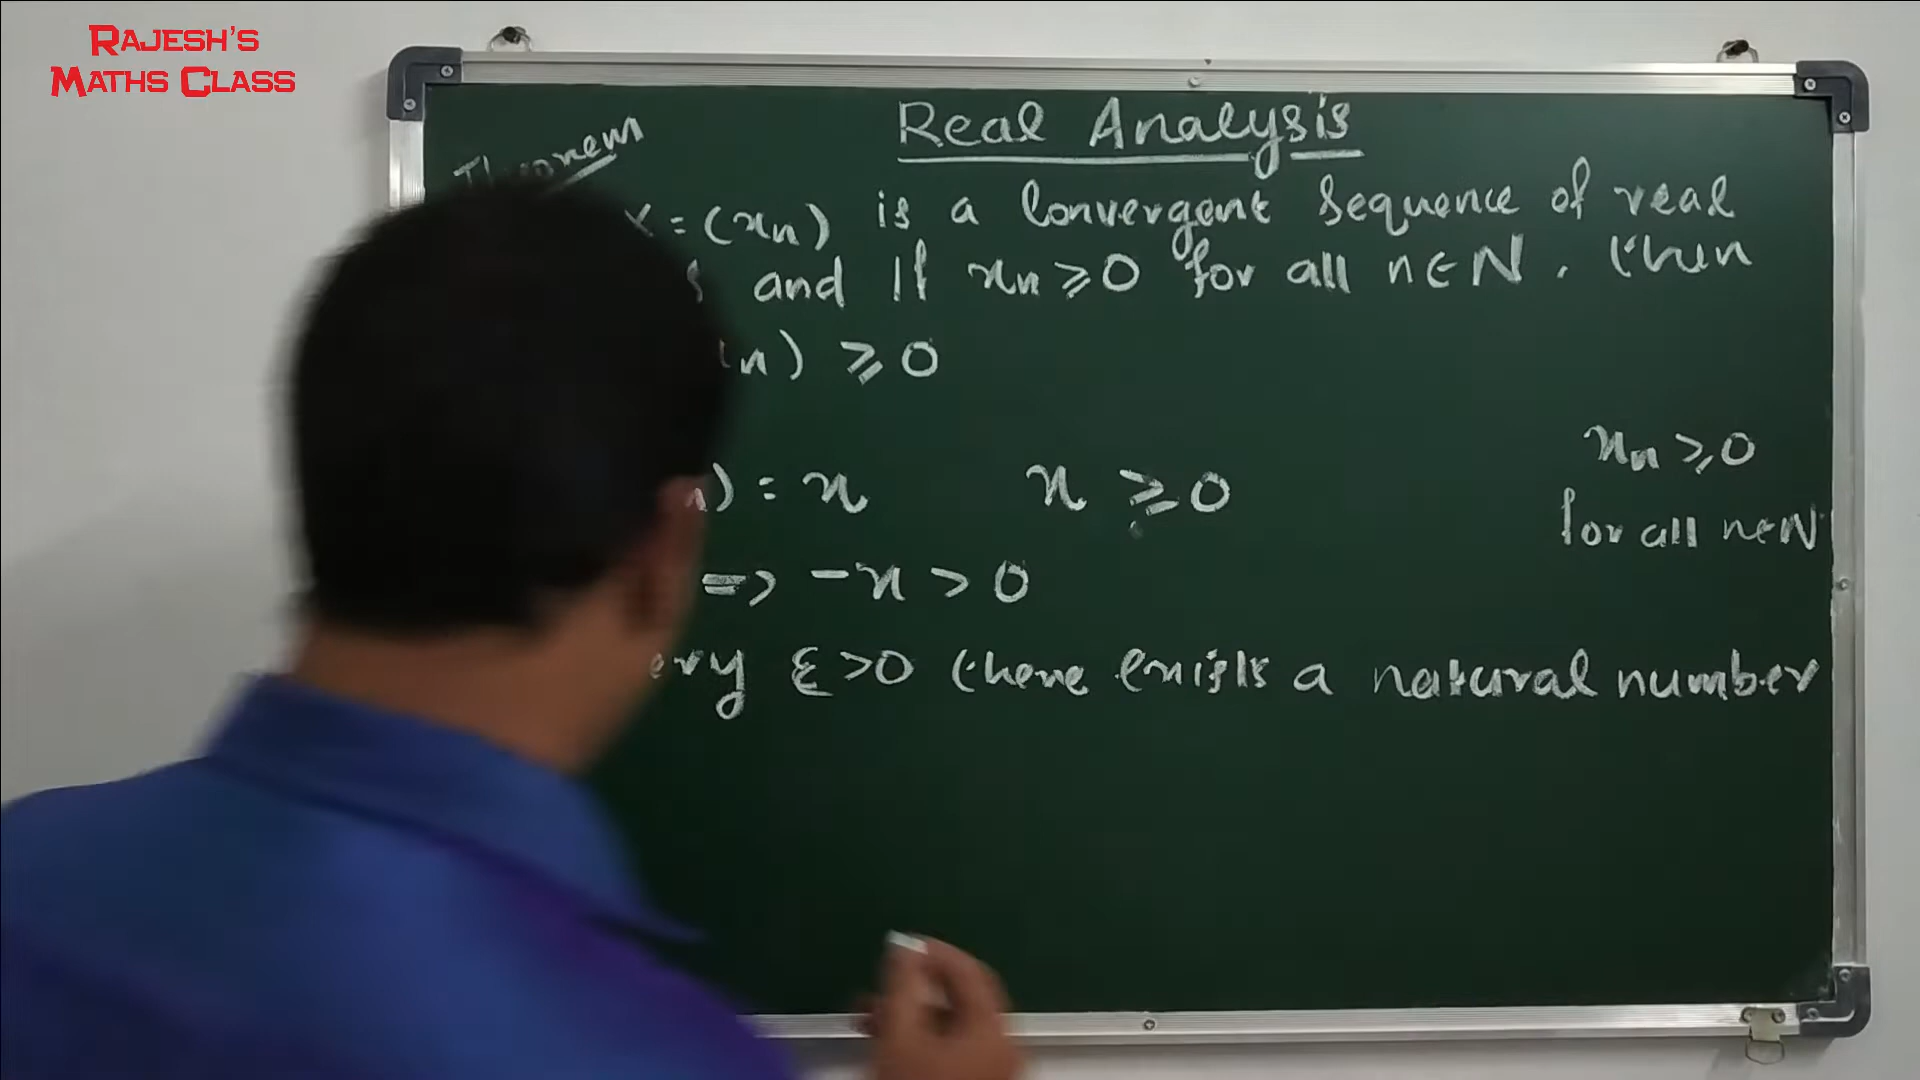 RAJESH'S
MATHS CLASS
Real Analysis
Theorem
X = (xn) is a Convergent Sequence of real
and If xn ⩾ 0 for all n ∈ N, then
n) ⩾ 0
xn ⩾ 0
) = x x ⩾ 0
for all n∈N
=> -x > 0
ery ε>0 there exists a natural number